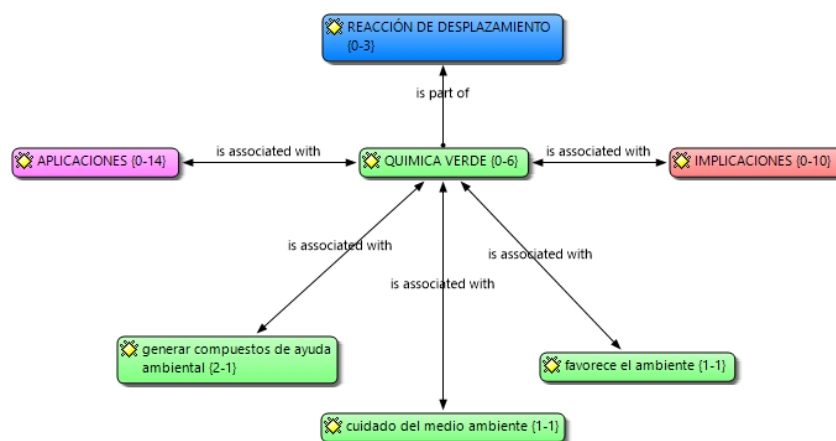 REACCIÓN DE DESPLAZAMIENTO
{0-3}
is part of
is associated with
is associated with
APLICACIONES {0-14}
QUIMICA VERDE {0-6}
IMPLICACIONES {0-10}
is associated with
is associated with
is associated with
generar compuestos de ayuda
ambiental {2-1}
favorece el ambiente {1-1}
cuidado del medio ambiente {1-1}